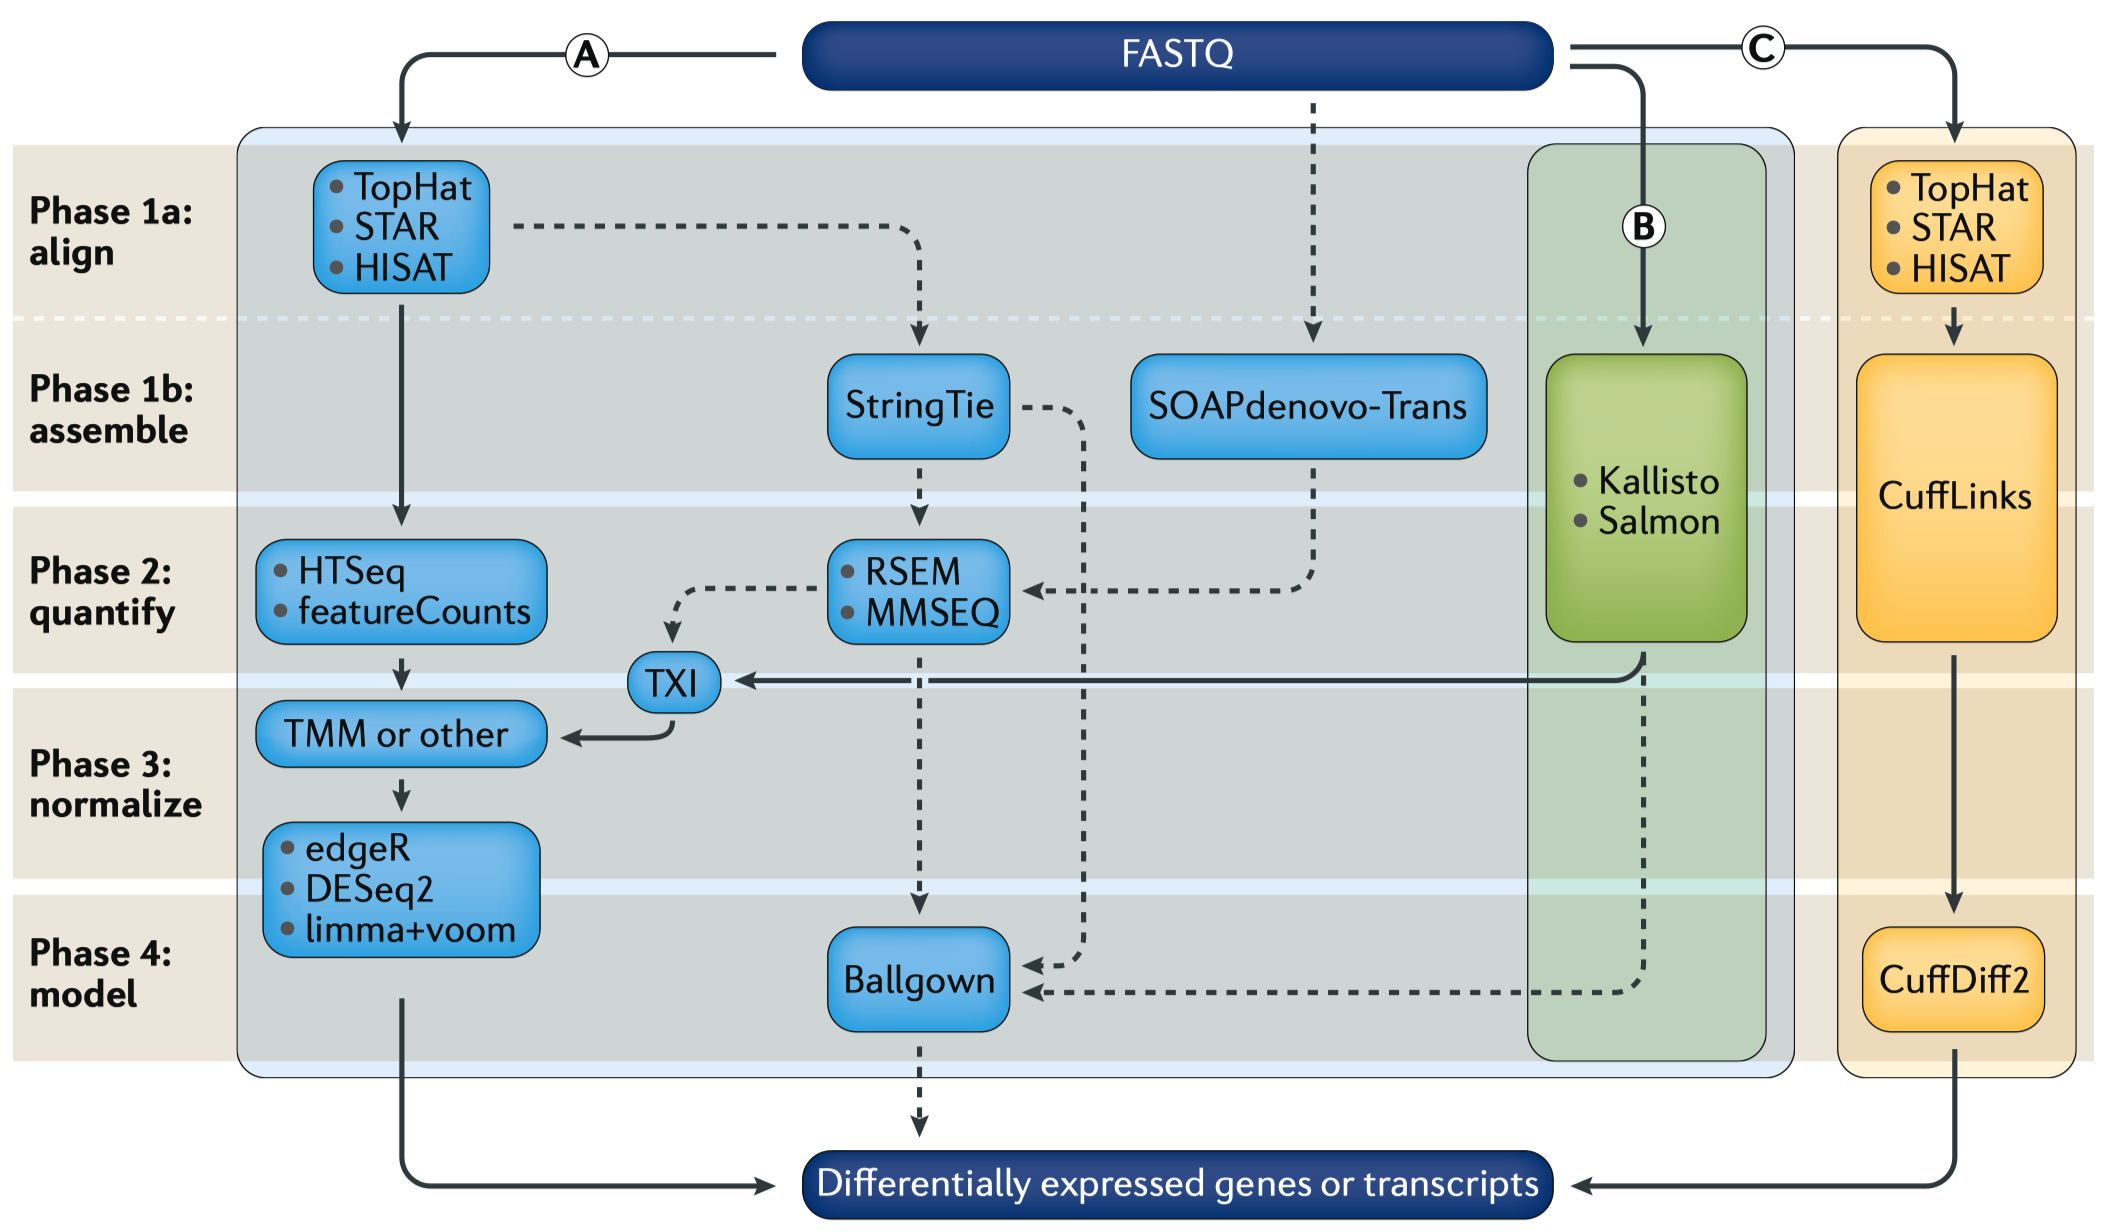 FASTQ
A
C
Phase 1a:
align
TopHat
STAR
HISAT
B
TopHat
STAR
HISAT
Phase 1b:
assemble
StringTie
SOAPdenovo-Trans
Kallisto
Salmon
CuffLinks
Phase 2:
quantify
HTSeq
featureCounts
RSEM
MMSEQ
TXI
Phase 3:
normalize
TMM or other
edgeR
DESeq2
limma+voom
Phase 4:
model
Ballgown
CuffDiff2
Differentially expressed genes or transcripts